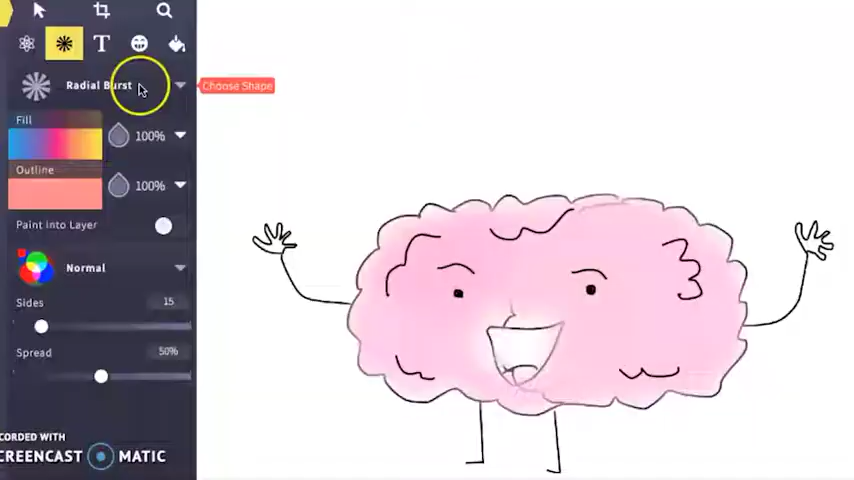 T
Radial Burst
Choose Shape
Fill
100%
Outline
100%
Paint Into Layer
Normal
Sides
15
Spread
50%
CORDED WITH
CREENCAST MATIC